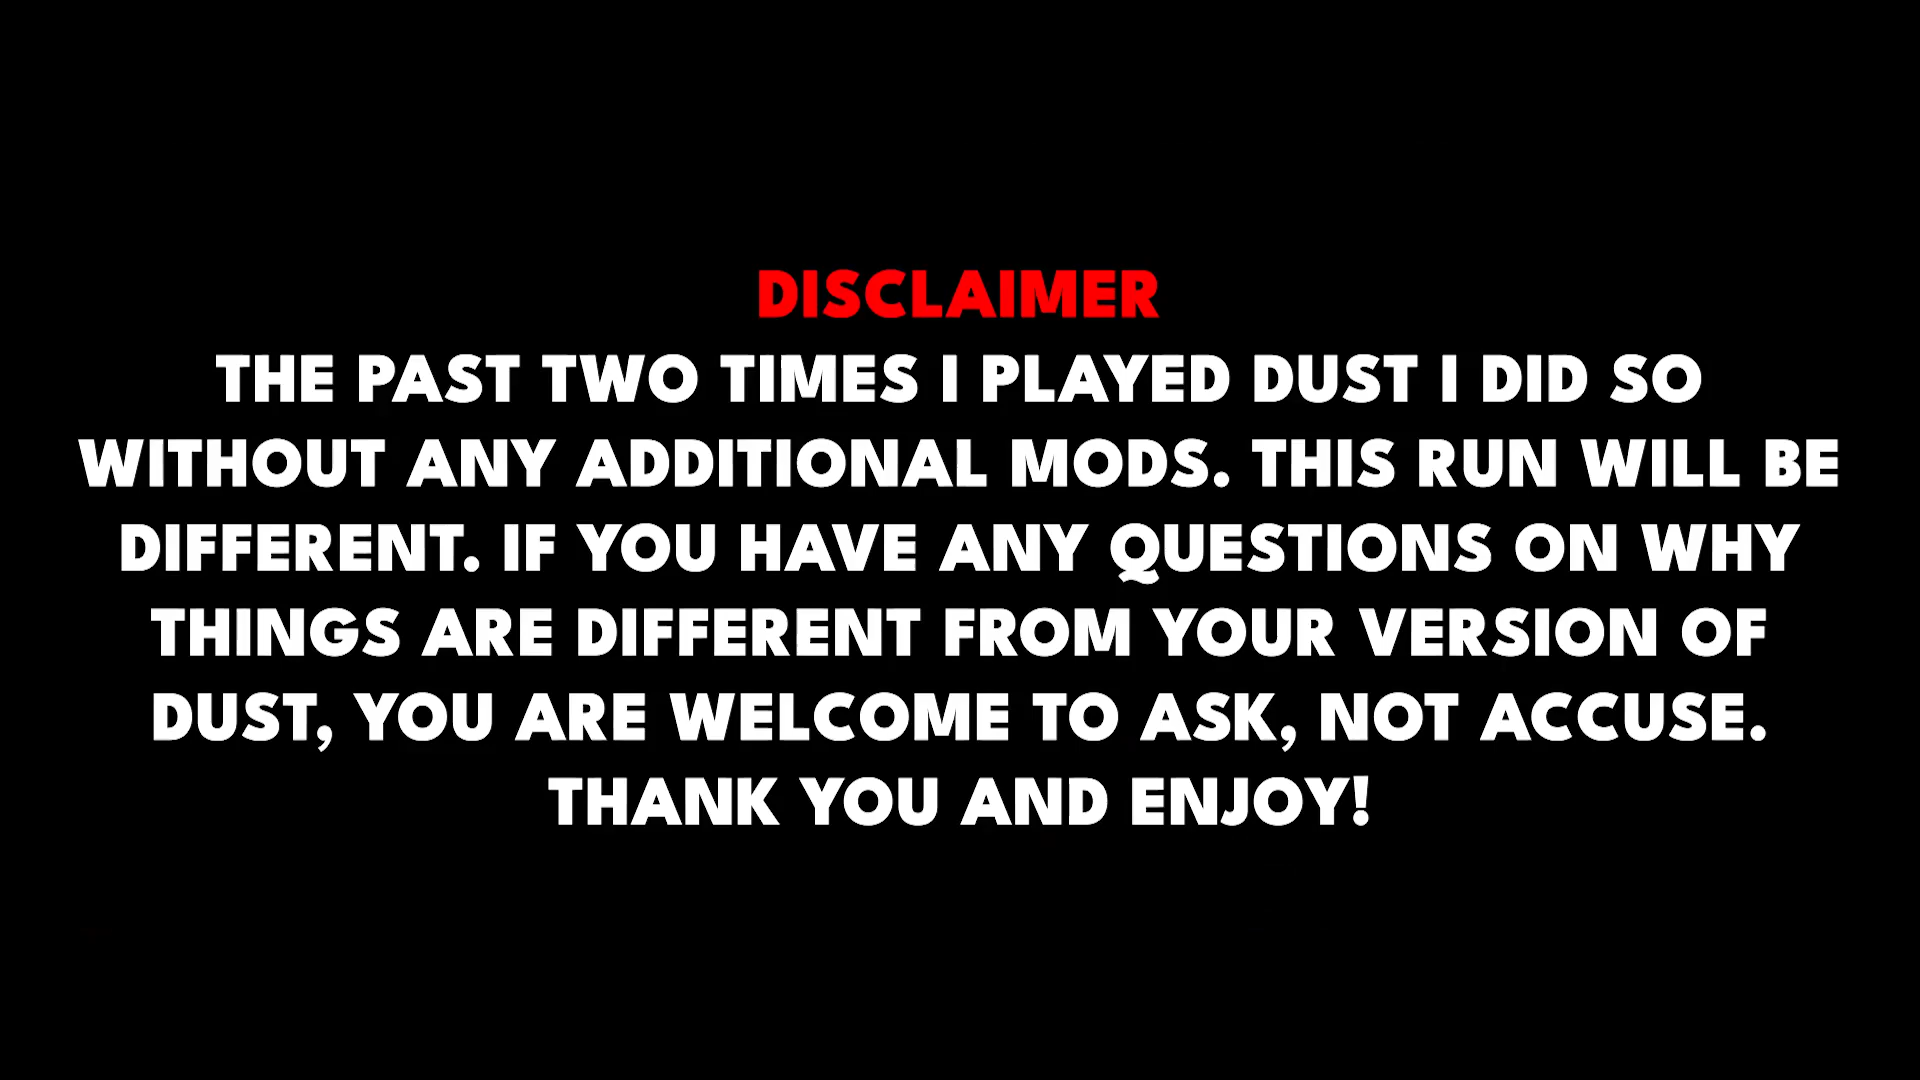 DISCLAIMER
THE PAST TWO TIMES I PLAYED DUST I DID SO
WITHOUT ANY ADDITIONAL MODS. THIS RUN WILL BE
DIFFERENT. IF YOU HAVE ANY QUESTIONS ON WHY
THINGS ARE DIFFERENT FROM YOUR VERSION OF
DUST, YOU ARE WELCOME TO ASK, NOT ACCUSE.
THANK YOU AND ENJOY!